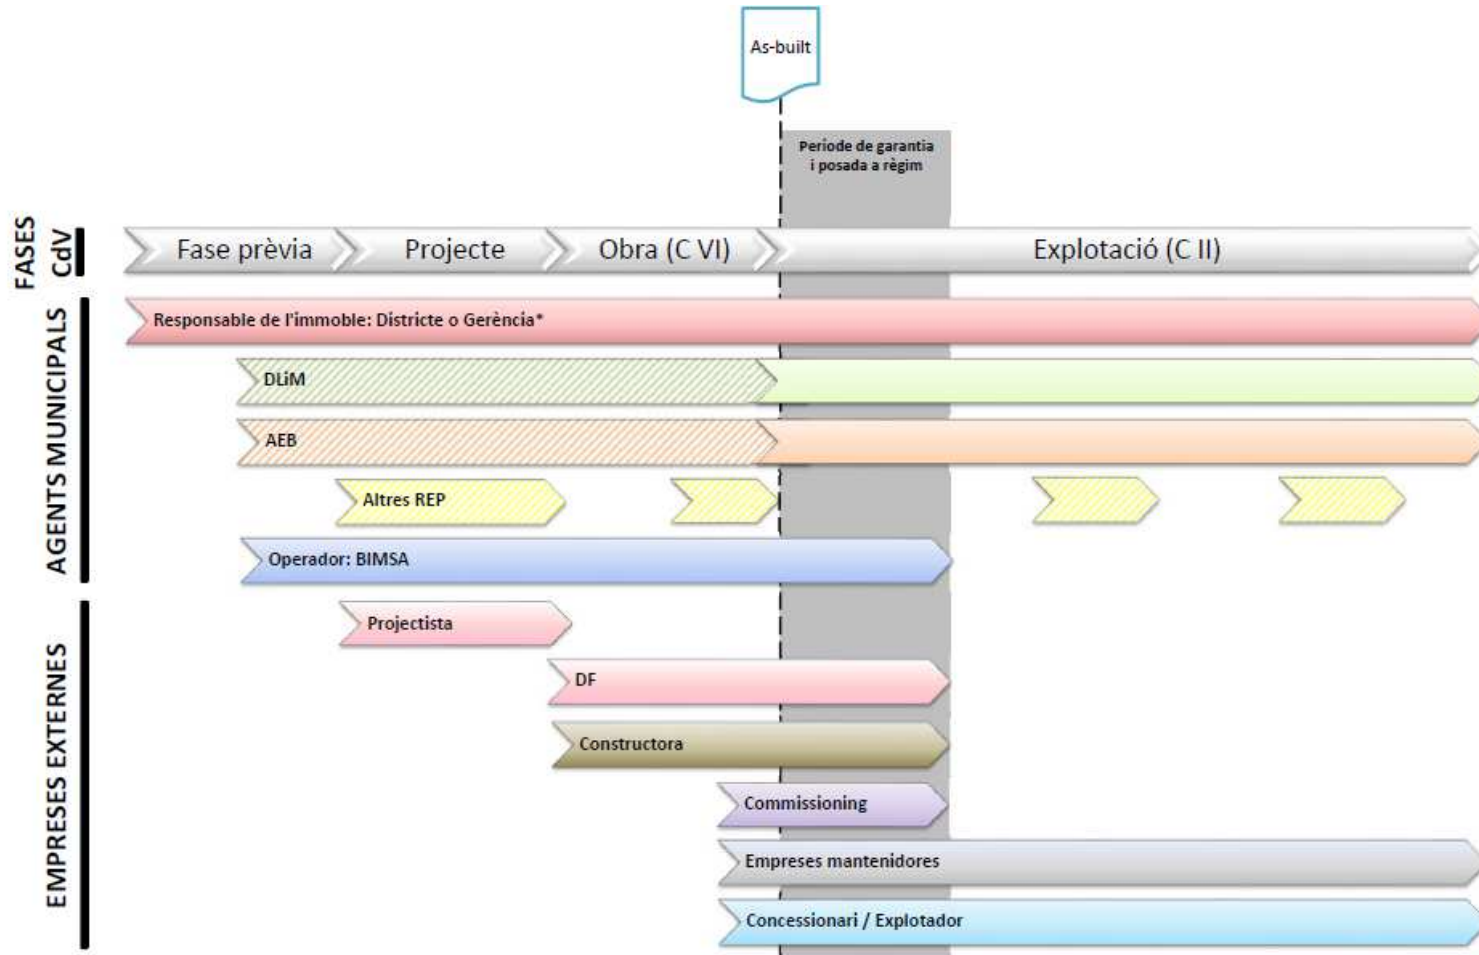 As-built
Període de garantia
i posada a règim
FASES
CdV
Fase prèvia
Projecte
Obra (C VI)
Explotació (C II)
AGENTS MUNICIPALS
Responsable de l'immoble: Districte o Gerència*
DLiM
AEB
Altres REP
Operador: BIMSA
EMPRESES EXTERNES
Projectista
DF
Constructora
Commissioning
Empreses mantenidores
Concessionari / Explotador